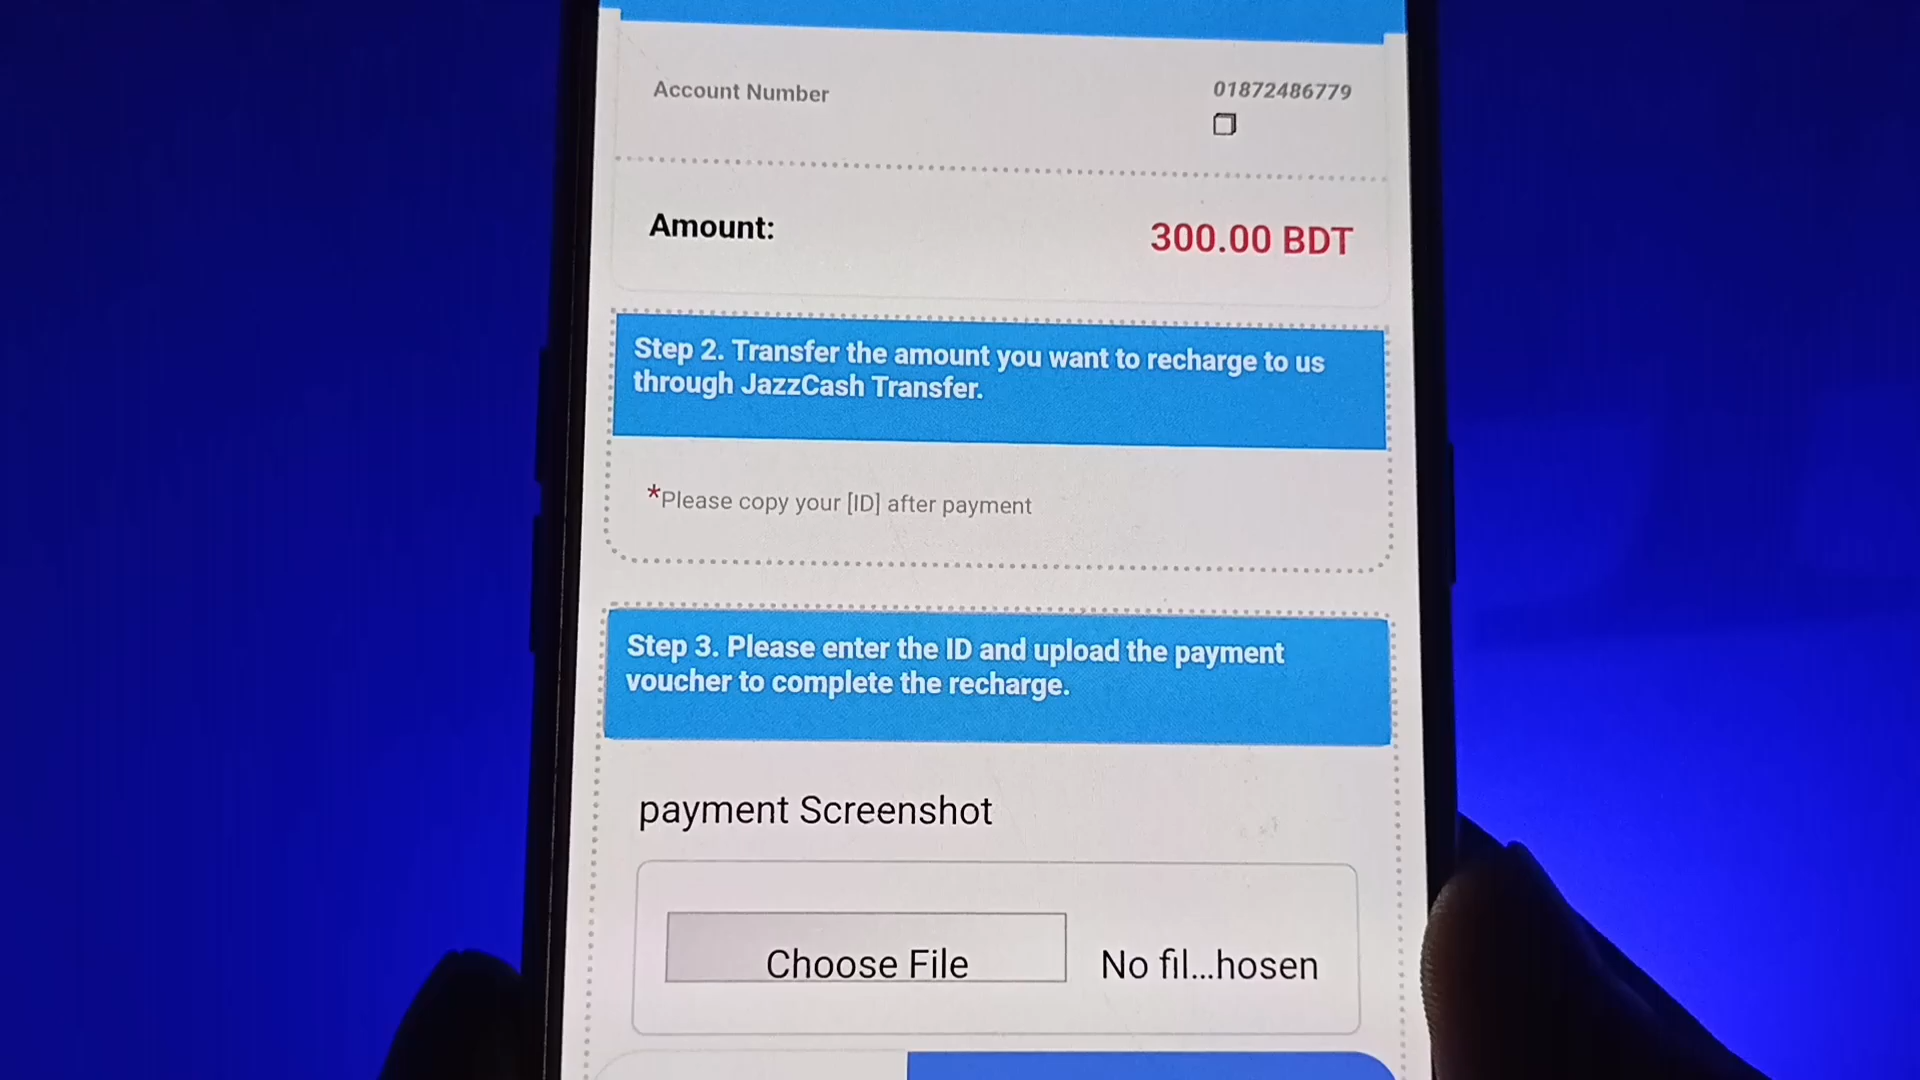 Account Number
01872486779
Amount:
300.00 BDT
Step 2. Transfer the amount you want to recharge to us
through JazzCash Transfer.
*Please copy your [ID] after payment
Step 3. Please enter the ID and upload the payment
voucher to complete the recharge.
payment Screenshot
Choose File
No fil...hosen